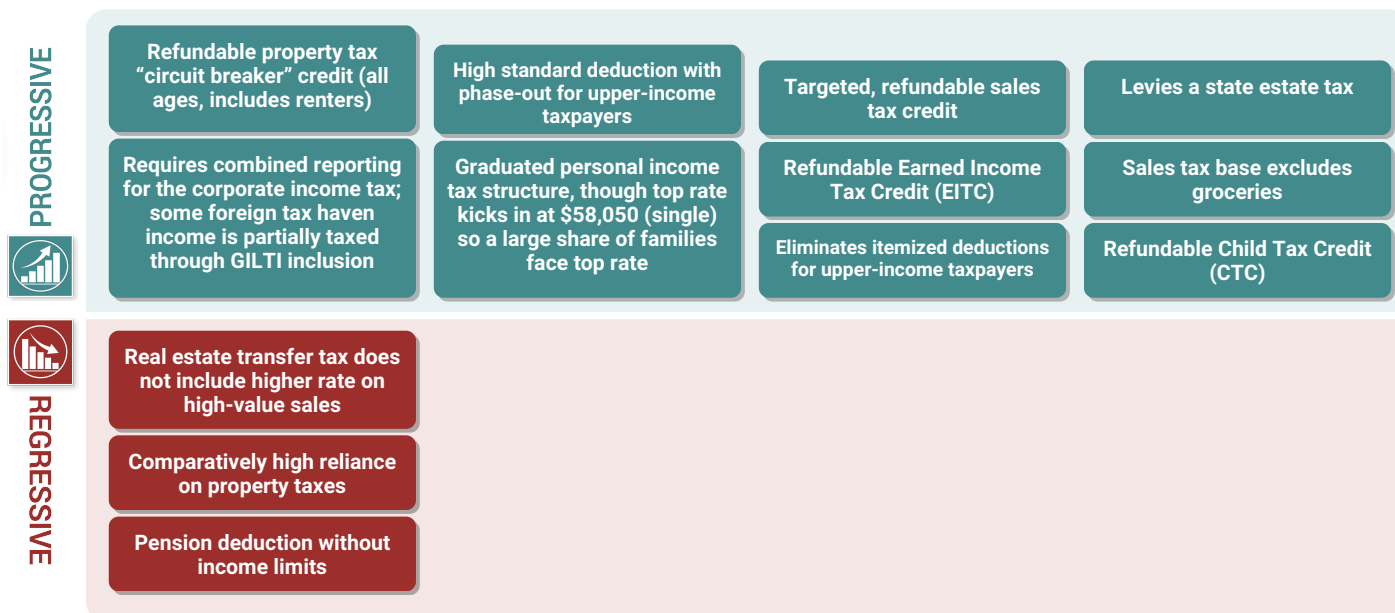 PROGRESSIVE
Refundable property tax
“circuit breaker” credit (all
ages, includes renters)
Requires combined reporting
for the corporate income tax;
some foreign tax haven
income is partially taxed
through GILTI inclusion
High standard deduction with
phase-out for upper-income
taxpayers
Graduated personal income
tax structure, though top rate
kicks in at $58,050 (single)
so a large share of families
face top rate
Targeted, refundable sales
tax credit
Refundable Earned Income
Tax Credit (EITC)
Eliminates itemized deductions
for upper-income taxpayers
Levies a state estate tax
Sales tax base excludes
groceries
Refundable Child Tax Credit
(CTC)
REGRESSIVE
Real estate transfer tax does
not include higher rate on
high-value sales
Comparatively high reliance
on property taxes
Pension deduction without
income limits